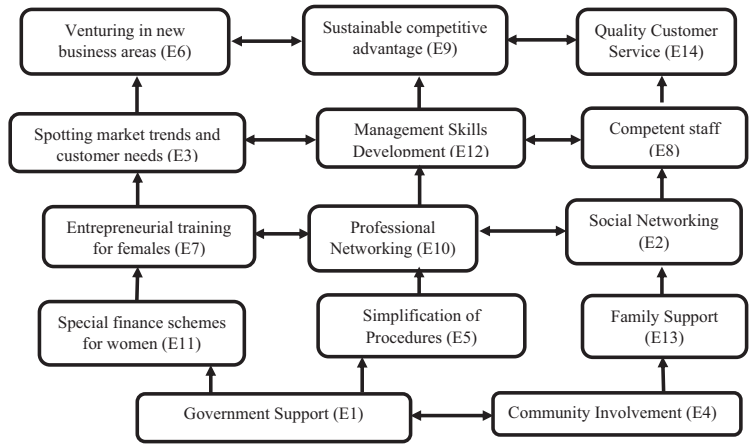 Venturing in new
business areas (E6)
Sustainable competitive
advantage (E9)
Quality Customer
Service (E14)
Spotting market trends and
customer needs (E3)
Management Skills
Development (E12)
Competent staff
(E8)
Entrepreneurial training
for females (E7)
Professional
Networking (E10)
Social Networking
(E2)
Special finance schemes
for women (E11)
Simplification of
Procedures (E5)
Family Support
(E13)
Government Support (E1)
Community Involvement (E4)